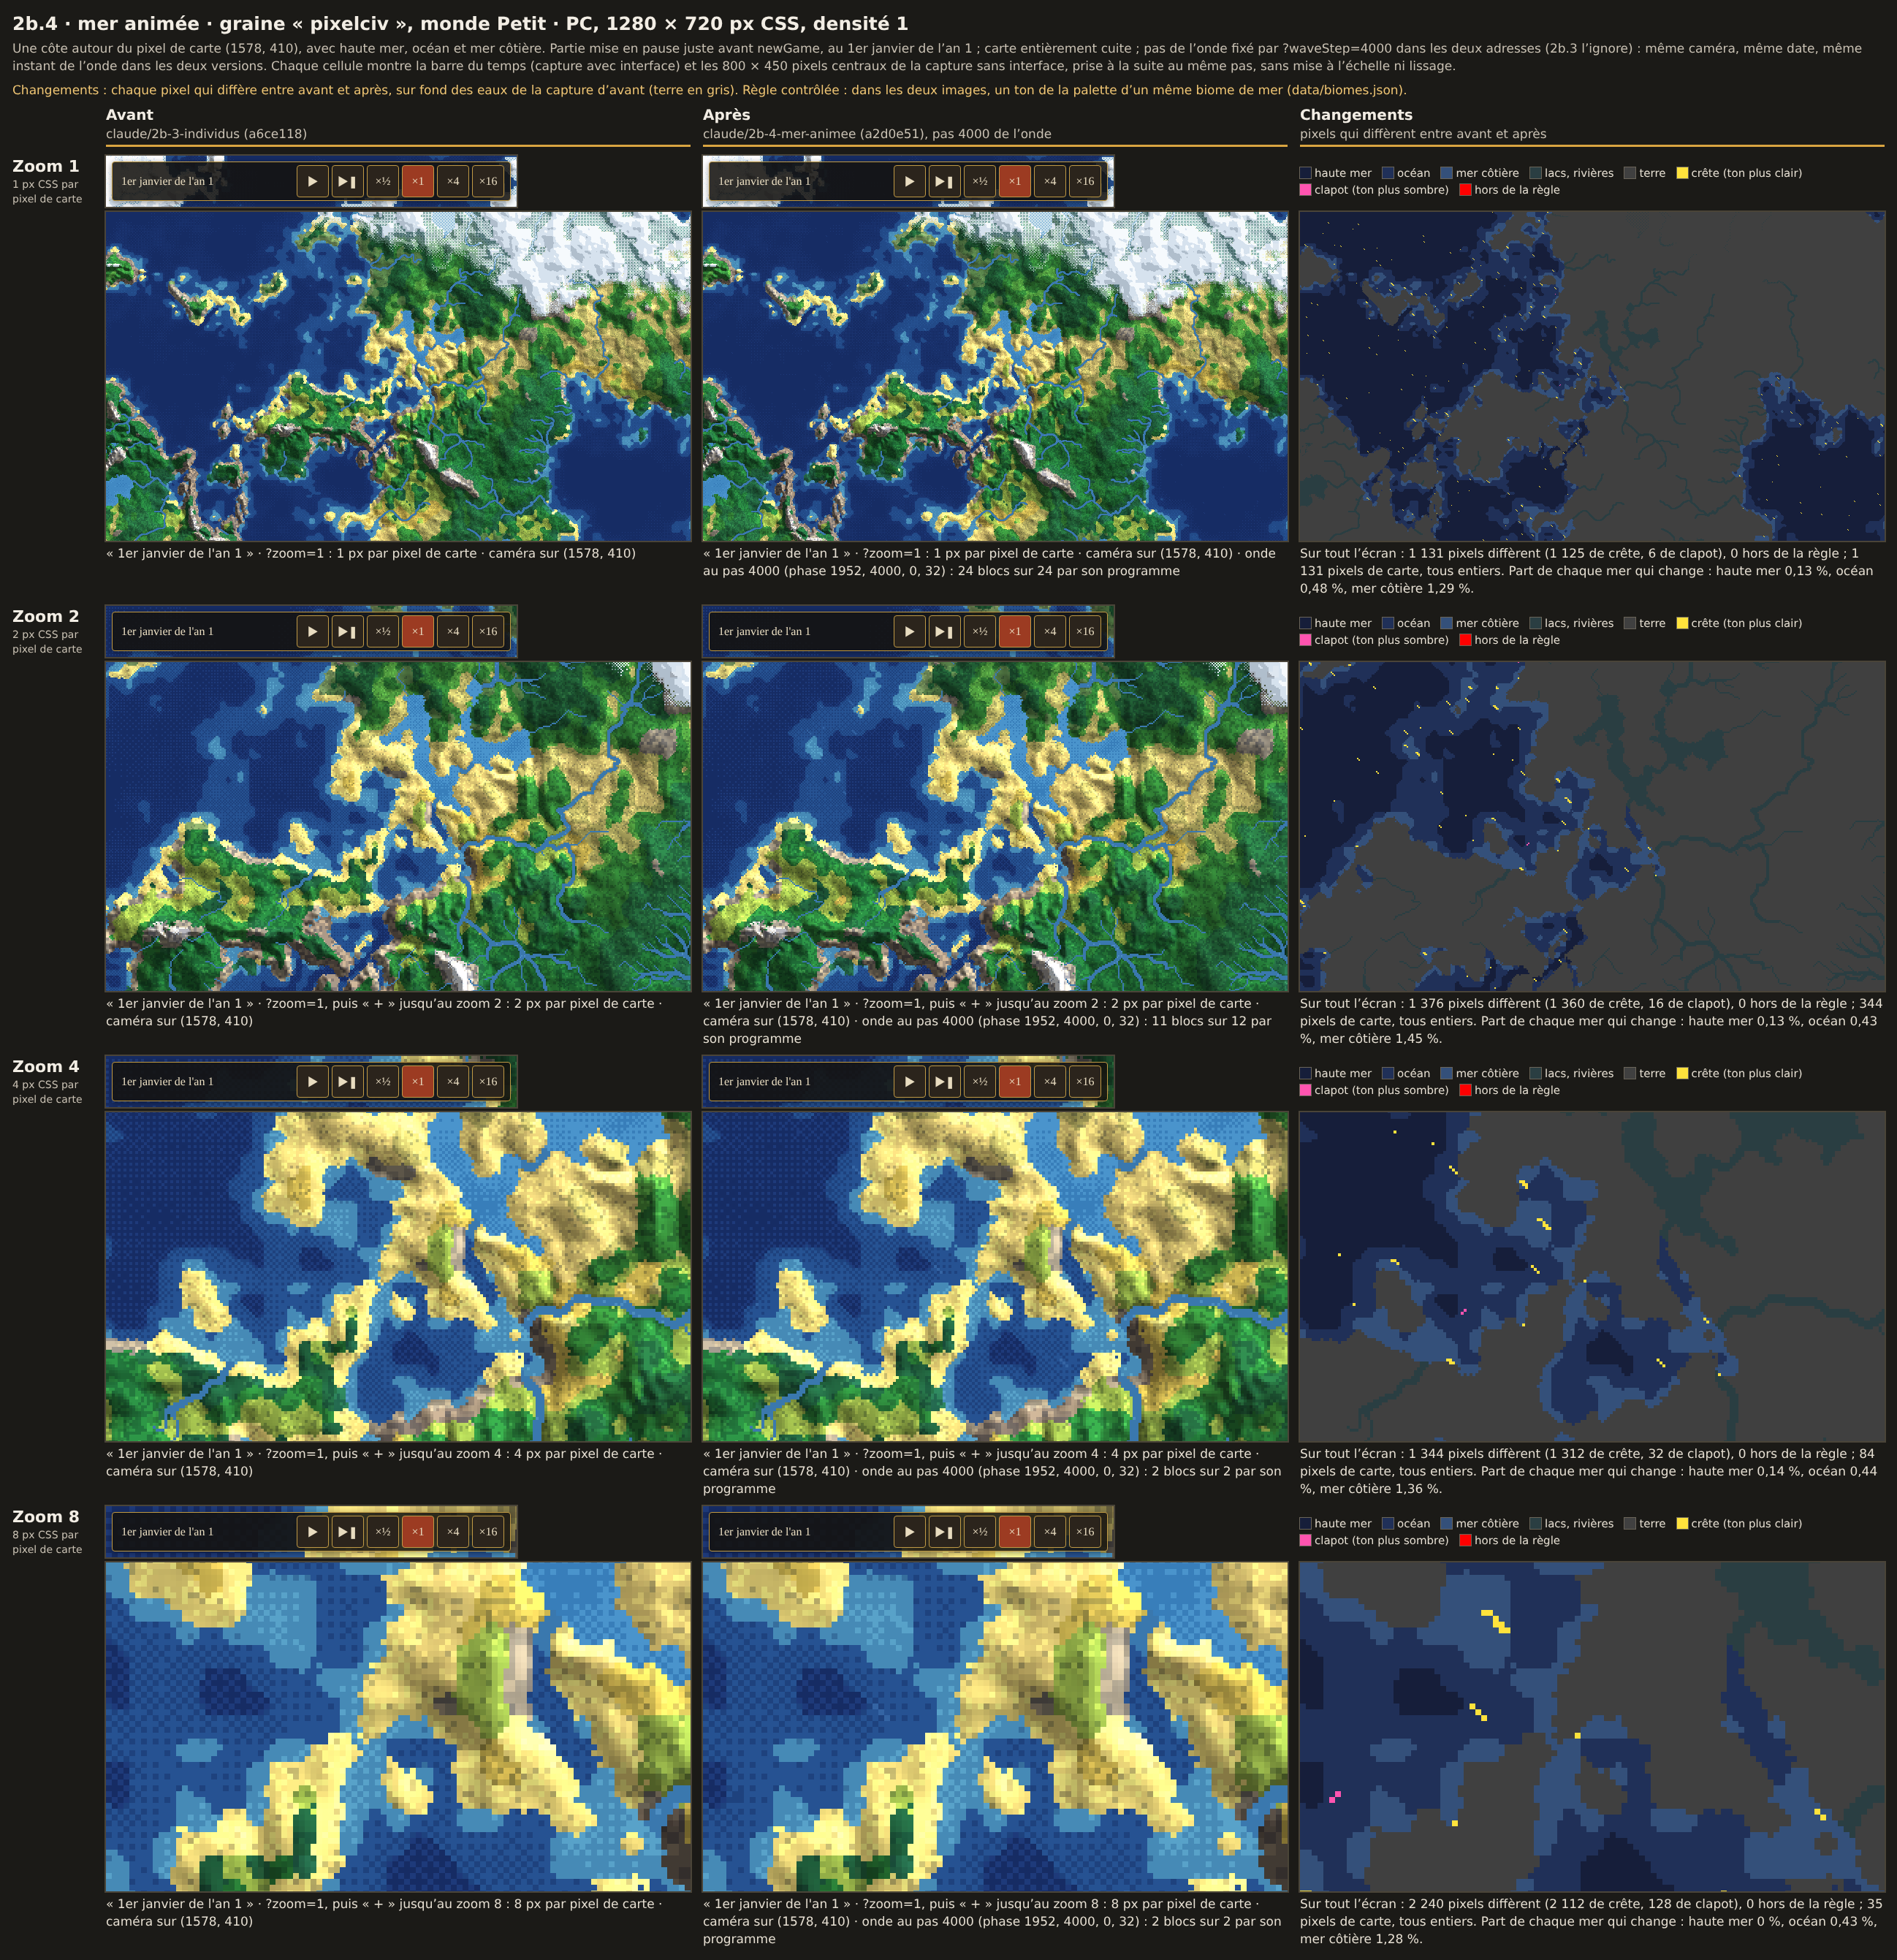 2b.4 · mer animée · graine « pixelciv », monde Petit · PC, 1280 × 720 px CSS, densité 1
Une côte autour du pixel de carte (1578, 410), avec haute mer, océan et mer côtière. Partie mise en pause juste avant newGame, au 1er janvier de l’an 1 ; carte entièrement cuite ; pas de l’onde fixé par ?waveStep=4000 dans les deux adresses (2b.3 l’ignore) : même caméra, même date, même
instant de l’onde dans les deux versions. Chaque cellule montre la barre du temps (capture avec interface) et les 800 × 450 pixels centraux de la capture sans interface, prise à la suite au même pas, sans mise à l’échelle ni lissage.
Changements : chaque pixel qui diffère entre avant et après, sur fond des eaux de la capture d’avant (terre en gris). Règle contrôlée : dans les deux images, un ton de la palette d’un même biome de mer (data/biomes.json).
Avant
claude/2b-3-individus (a6ce118)
Après
claude/2b-4-mer-animee (a2d0e51), pas 4000 de l’onde
Changements
pixels qui diffèrent entre avant et après
Zoom 1
1 px CSS par
pixel de carte
1er janvier de l'an 1 ×½ ×1 ×4 ×16
1er janvier de l'an 1 ×½ ×1 ×4 ×16
haute mer océan mer côtière lacs, rivières terre crête (ton plus clair)
clapot (ton plus sombre) hors de la règle
« 1er janvier de l'an 1 » · ?zoom=1 : 1 px par pixel de carte · caméra sur (1578, 410)
« 1er janvier de l'an 1 » · ?zoom=1 : 1 px par pixel de carte · caméra sur (1578, 410) · onde
au pas 4000 (phase 1952, 4000, 0, 32) : 24 blocs sur 24 par son programme
Sur tout l’écran : 1 131 pixels diffèrent (1 125 de crête, 6 de clapot), 0 hors de la règle ; 1
131 pixels de carte, tous entiers. Part de chaque mer qui change : haute mer 0,13 %, océan
0,48 %, mer côtière 1,29 %.
Zoom 2
2 px CSS par
pixel de carte
1er janvier de l'an 1 ×½ ×1 ×4 ×16
1er janvier de l'an 1 ×½ ×1 ×4 ×16
haute mer océan mer côtière lacs, rivières terre crête (ton plus clair)
clapot (ton plus sombre) hors de la règle
« 1er janvier de l'an 1 » · ?zoom=1, puis « + » jusqu’au zoom 2 : 2 px par pixel de carte ·
caméra sur (1578, 410)
« 1er janvier de l'an 1 » · ?zoom=1, puis « + » jusqu’au zoom 2 : 2 px par pixel de carte ·
caméra sur (1578, 410) · onde au pas 4000 (phase 1952, 4000, 0, 32) : 11 blocs sur 12 par
son programme
Sur tout l’écran : 1 376 pixels diffèrent (1 360 de crête, 16 de clapot), 0 hors de la règle ; 344
pixels de carte, tous entiers. Part de chaque mer qui change : haute mer 0,13 %, océan 0,43
%, mer côtière 1,45 %.
Zoom 4
4 px CSS par
pixel de carte
1er janvier de l'an 1 ×½ ×1 ×4 ×16
1er janvier de l'an 1 ×½ ×1 ×4 ×16
haute mer océan mer côtière lacs, rivières terre crête (ton plus clair)
clapot (ton plus sombre) hors de la règle
« 1er janvier de l'an 1 » · ?zoom=1, puis « + » jusqu’au zoom 4 : 4 px par pixel de carte ·
caméra sur (1578, 410)
« 1er janvier de l'an 1 » · ?zoom=1, puis « + » jusqu’au zoom 4 : 4 px par pixel de carte ·
caméra sur (1578, 410) · onde au pas 4000 (phase 1952, 4000, 0, 32) : 2 blocs sur 2 par son
programme
Sur tout l’écran : 1 344 pixels diffèrent (1 312 de crête, 32 de clapot), 0 hors de la règle ; 84
pixels de carte, tous entiers. Part de chaque mer qui change : haute mer 0,14 %, océan 0,44
%, mer côtière 1,36 %.
Zoom 8
8 px CSS par
pixel de carte
1er janvier de l'an 1 ×½ ×1 ×4 ×16
1er janvier de l'an 1 ×½ ×1 ×4 ×16
haute mer océan mer côtière lacs, rivières terre crête (ton plus clair)
clapot (ton plus sombre) hors de la règle
« 1er janvier de l'an 1 » · ?zoom=1, puis « + » jusqu’au zoom 8 : 8 px par pixel de carte ·
caméra sur (1578, 410)
« 1er janvier de l'an 1 » · ?zoom=1, puis « + » jusqu’au zoom 8 : 8 px par pixel de carte ·
caméra sur (1578, 410) · onde au pas 4000 (phase 1952, 4000, 0, 32) : 2 blocs sur 2 par son
programme
Sur tout l’écran : 2 240 pixels diffèrent (2 112 de crête, 128 de clapot), 0 hors de la règle ; 35
pixels de carte, tous entiers. Part de chaque mer qui change : haute mer 0 %, océan 0,43 %,
mer côtière 1,28 %.